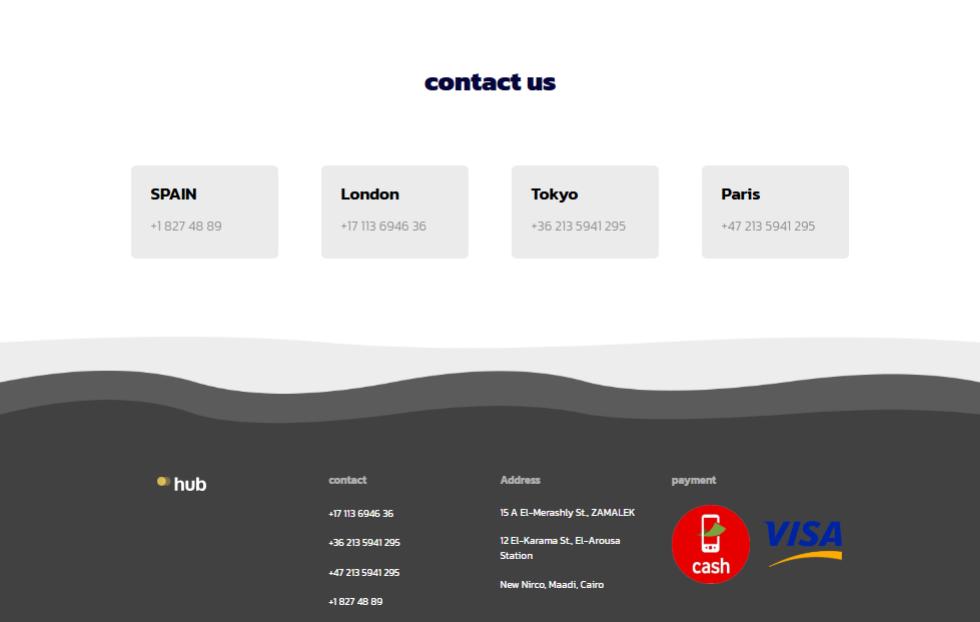 contact us
SPAIN
+1 827 48 89
London
+17 113 6946 36
Tokyo
+36 213 5941 295
Paris
+47 213 5941 295
hub
contact
+17 113 6946 36
+36 213 5941 295
+47 213 5941 295
+1 827 48 89
Address
15 A El-Merashly St., ZAMALEK
12 El-Karama St., El-Arousa
Station
New Nirco, Maadi, Cairo
payment
cash
VISA